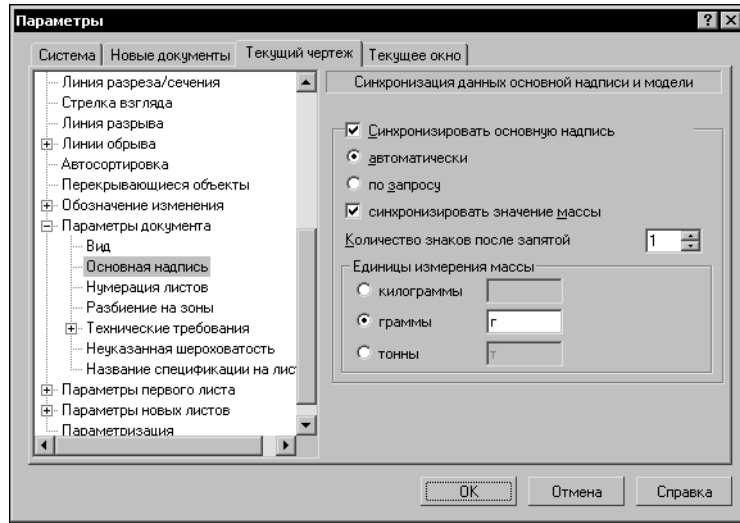 Параметры
Система
Новые документы
Текущий чертеж
Текущее окно
Линия разреза/сечения
Стрелка взгляда
Линия разрыва
Линии обрыва
Автосортировка
Перекрывающиеся объекты
Обозначение изменения
Параметры документа
Вид
Основная надпись
Нумерация листов
Разбиение на зоны
Технические требования
Неуказанная шероховатость
Название спецификации на лис
Параметры первого листа
Параметры новых листов
Параметризация
Синхронизация данных основной надписи и модели
Синхронизировать основную надпись
автоматически
по запросу
синхронизировать значение массы
Количество знаков после запятой 1
Единицы измерения массы
килограммы
граммы г
тонны т
OK
Отмена
Справка